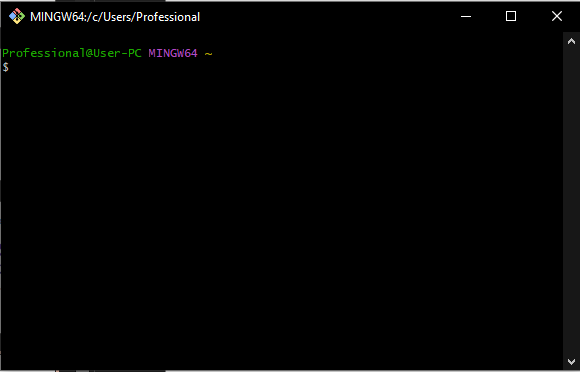 MINGW64:/c/Users/Professional
Professional@User-PC MINGW64 ~
$